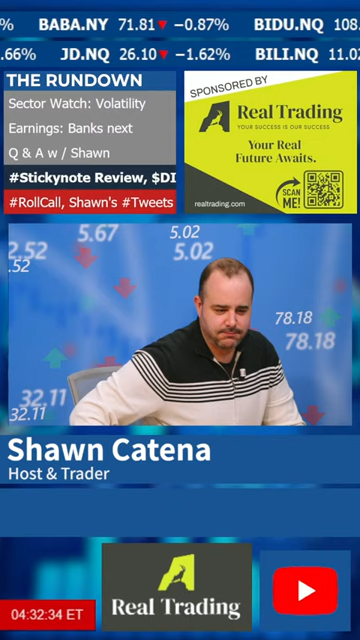 % BABA.NY 71.81 −0.87% BIDU.NQ 108.
.66% JD.NQ 26.10 −1.62% BILI.NQ 11.02
THE RUNDOWN
Sector Watch: Volatility
Earnings: Banks next
Q & A w / Shawn
#Stickynote Review, $DI
#RollCall, Shawn's #Tweets
SPONSORED BY
Real Trading
YOUR SUCCESS IS OUR SUCCESS
Your Real
Future Awaits.
SCAN
ME!
realtrading.com
5.67
5.02
5.02
2.52
.52
78.18
78.18
32.11
32.11
Shawn Catena
Host & Trader
04:32:34 ET
Real Trading